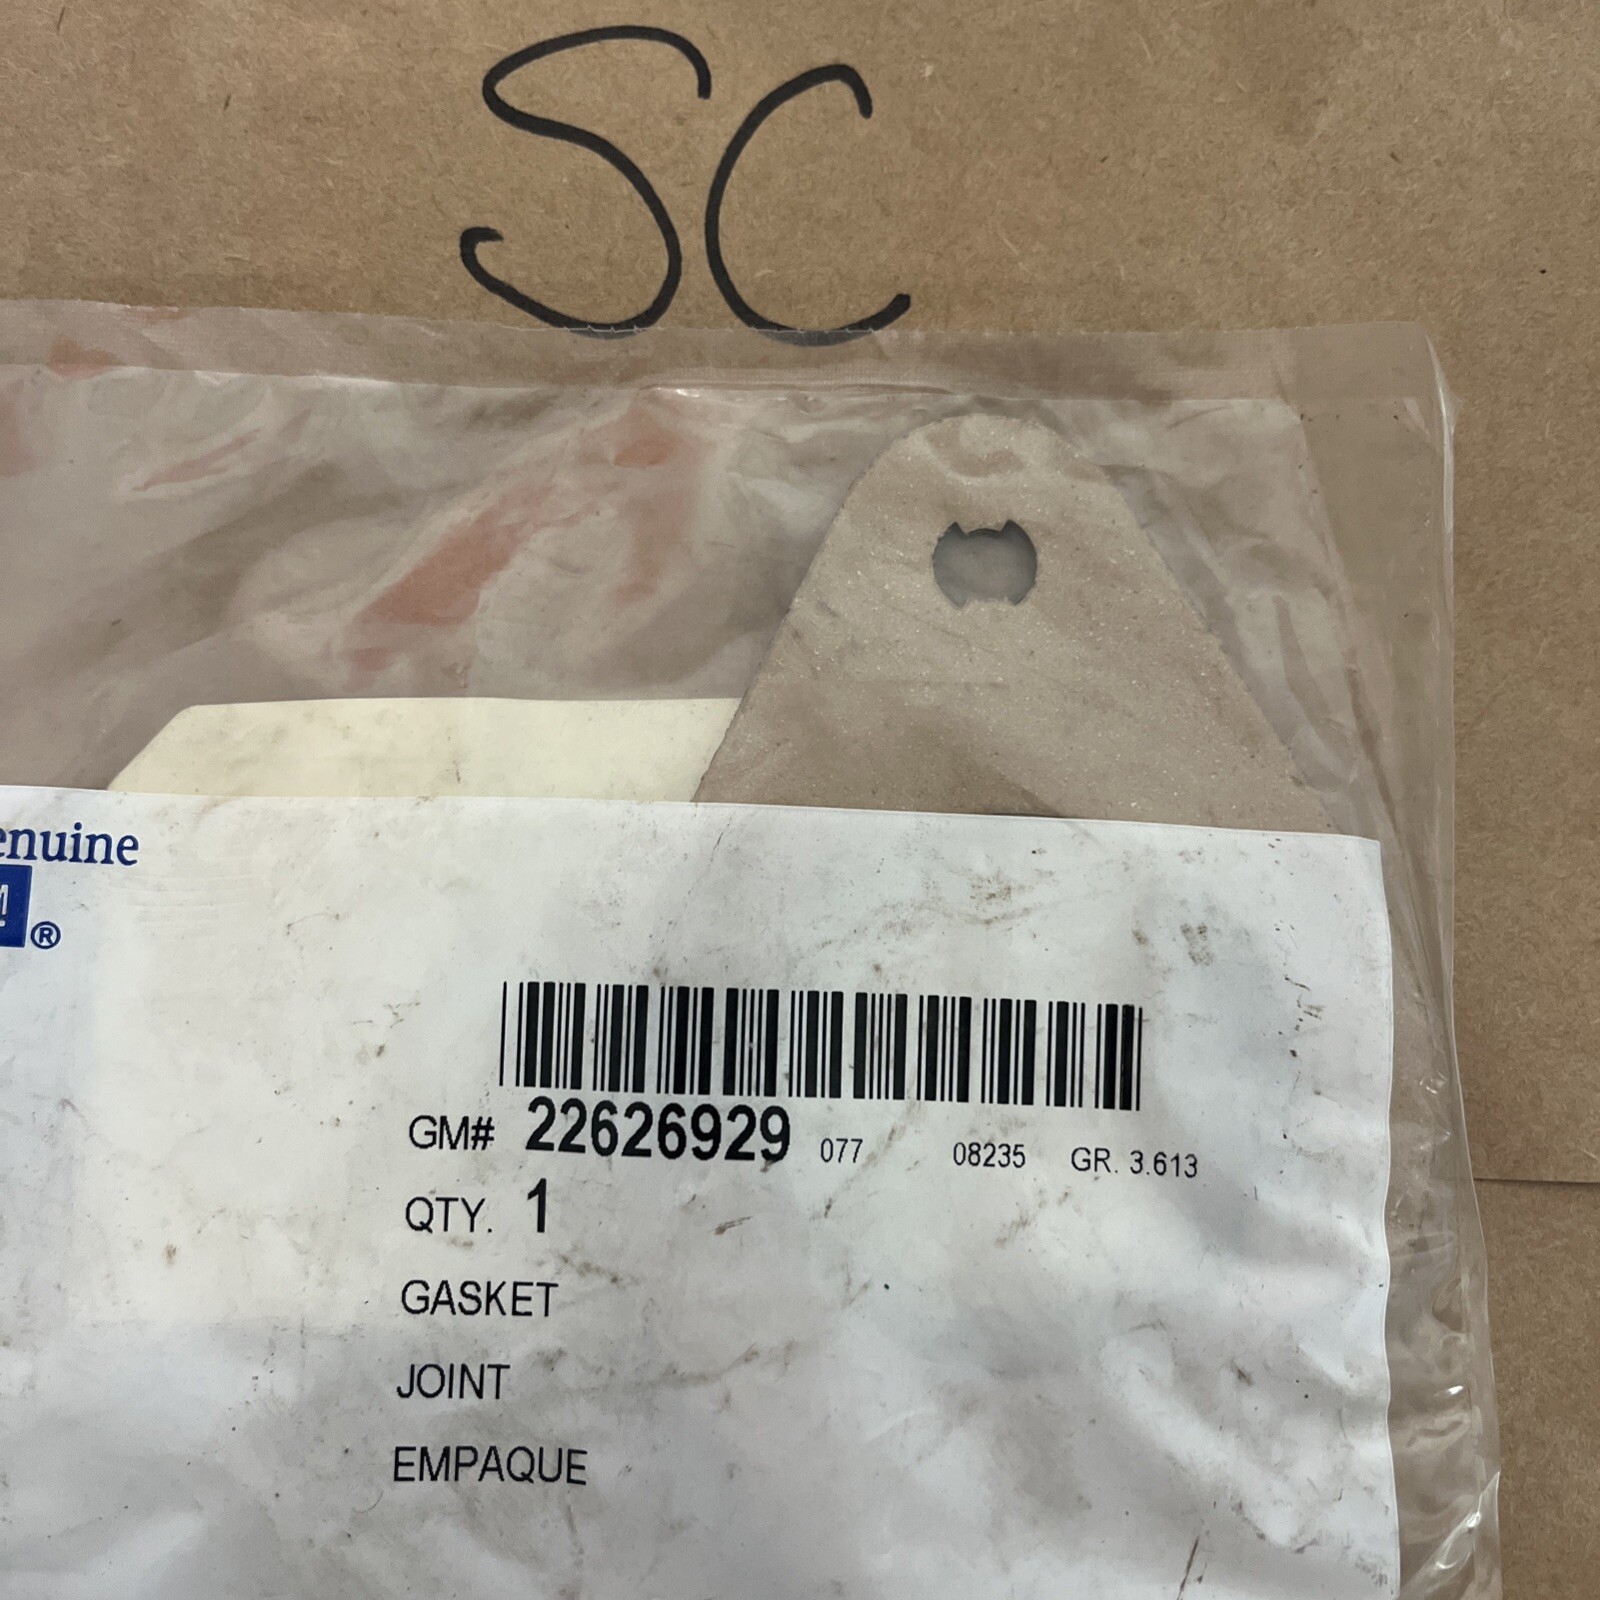 SC
enuine
®
GM# 22626929 077 08235 GR. 3.613
QTY. 1
GASKET
JOINT
EMPAQUE